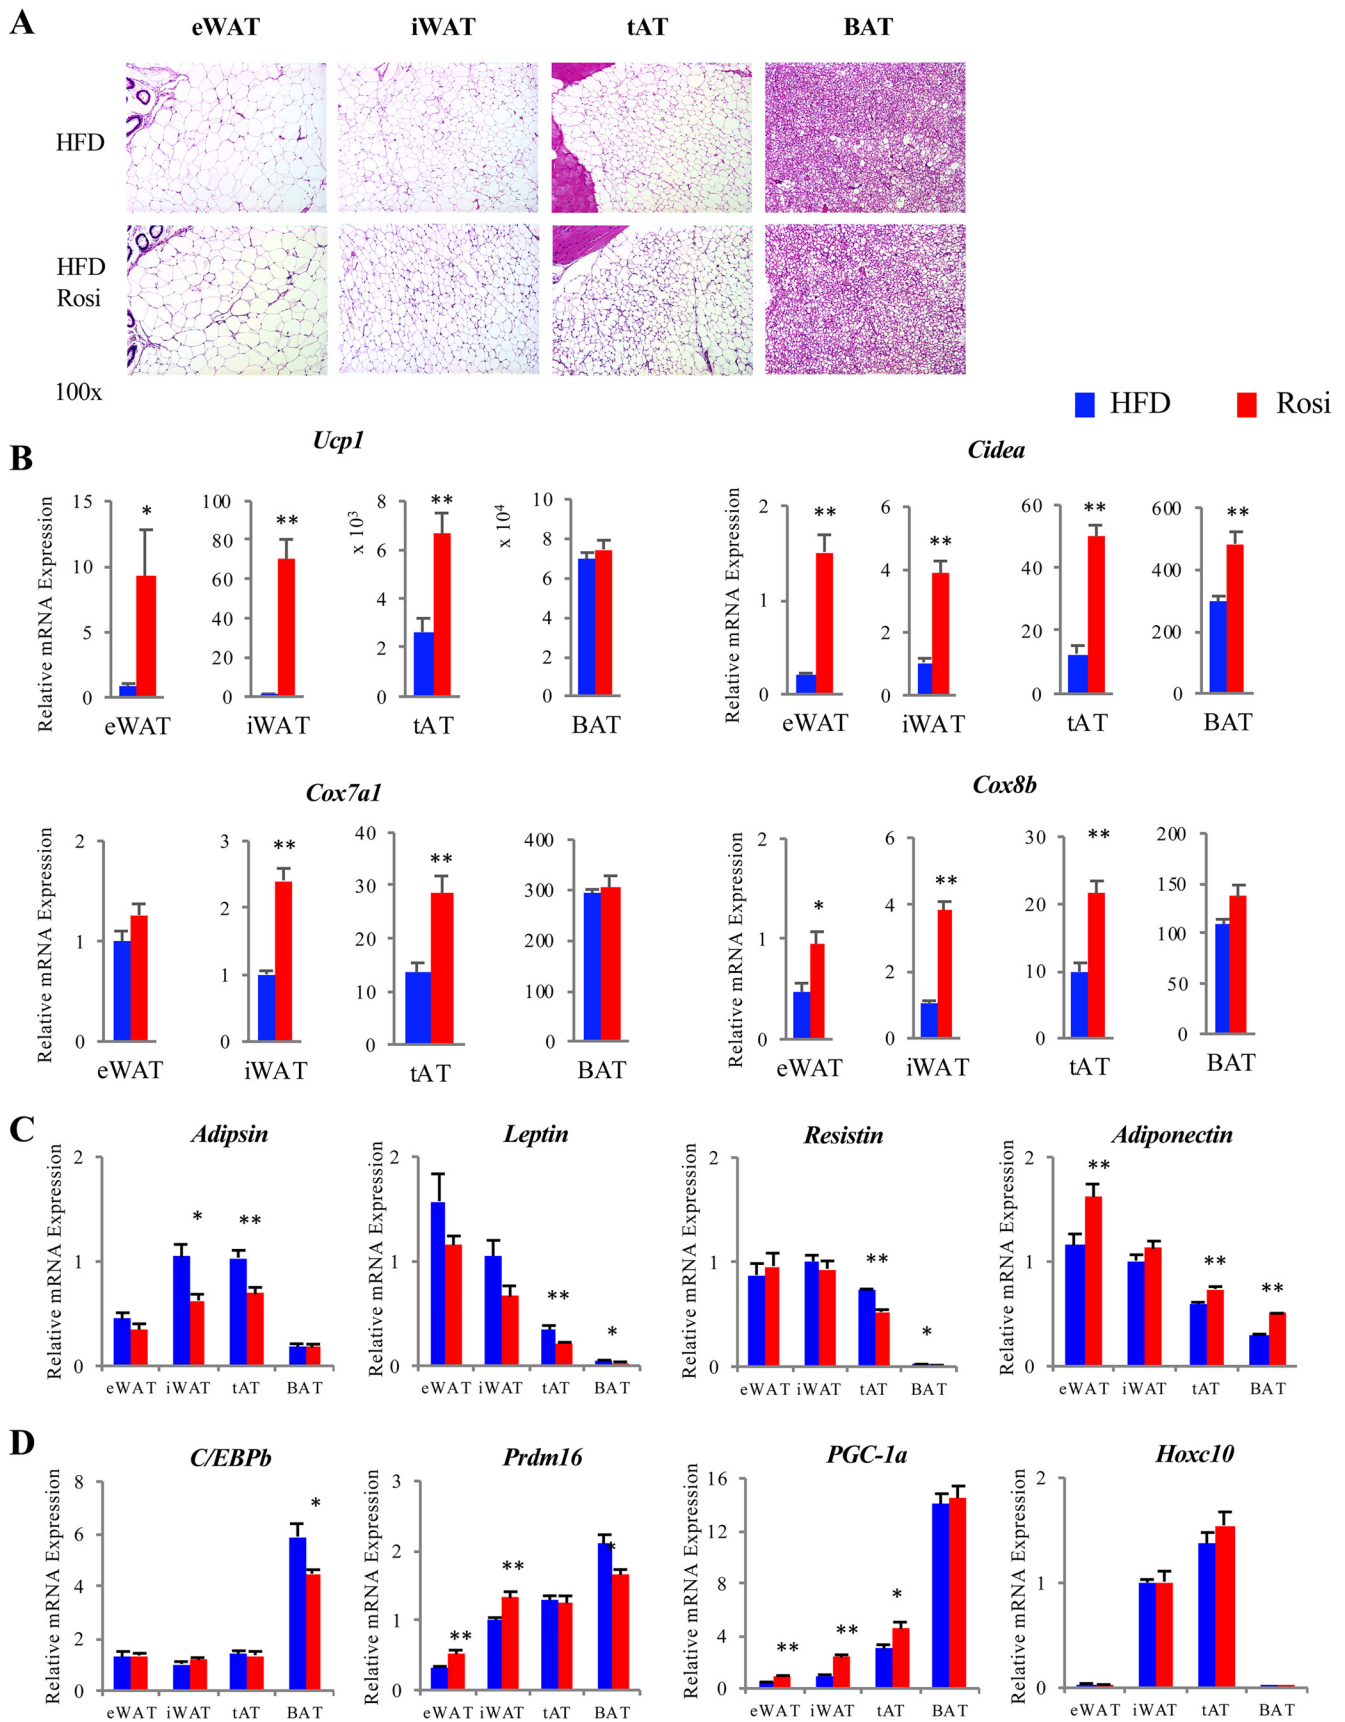 A
eWAT iWAT tAT BAT
HFD
HFD
Rosi
100x
HFD Rosi
B
Ucp1
Relative mRNA Expression
15
10
5
0
*
eWAT
100
80
60
40
20
0
**
iWAT
x 10³
8
6
4
2
0
**
tAT
x 10⁴
10
8
6
4
2
0
BAT
Cidea
Relative mRNA Expression
2
1
0
**
eWAT
6
4
2
0
**
iWAT
60
40
20
0
**
tAT
600
400
200
0
**
BAT
Cox7a1
Relative mRNA Expression
2
1
0
eWAT
3
2
1
0
**
iWAT
40
30
20
10
0
**
tAT
400
300
200
100
0
BAT
Cox8b
Relative mRNA Expression
2
1
0
*
eWAT
6
4
2
0
**
iWAT
30
20
10
0
**
tAT
200
150
100
50
0
BAT
C
Adipsin
Relative mRNA Expression
2
1
0
* **
eWAT iWAT tAT BAT
Leptin
Relative mRNA Expression
2
1
0
** *
eWAT iWAT tAT BAT
Resistin
Relative mRNA Expression
2
1
0
** *
eWAT iWAT tAT BAT
Adiponectin
Relative mRNA Expression
2
1
0
** ** **
eWAT iWAT tAT BAT
D
C/EBPb
Relative mRNA Expression
8
6
4
2
0
*
eWAT iWAT tAT BAT
Prdm16
Relative mRNA Expression
3
2
1
0
** ** *
eWAT iWAT tAT BAT
PGC-1a
Relative mRNA Expression
16
12
8
4
0
** ** *
eWAT iWAT tAT BAT
Hoxc10
Relative mRNA Expression
2
1
0
eWAT iWAT tAT BAT